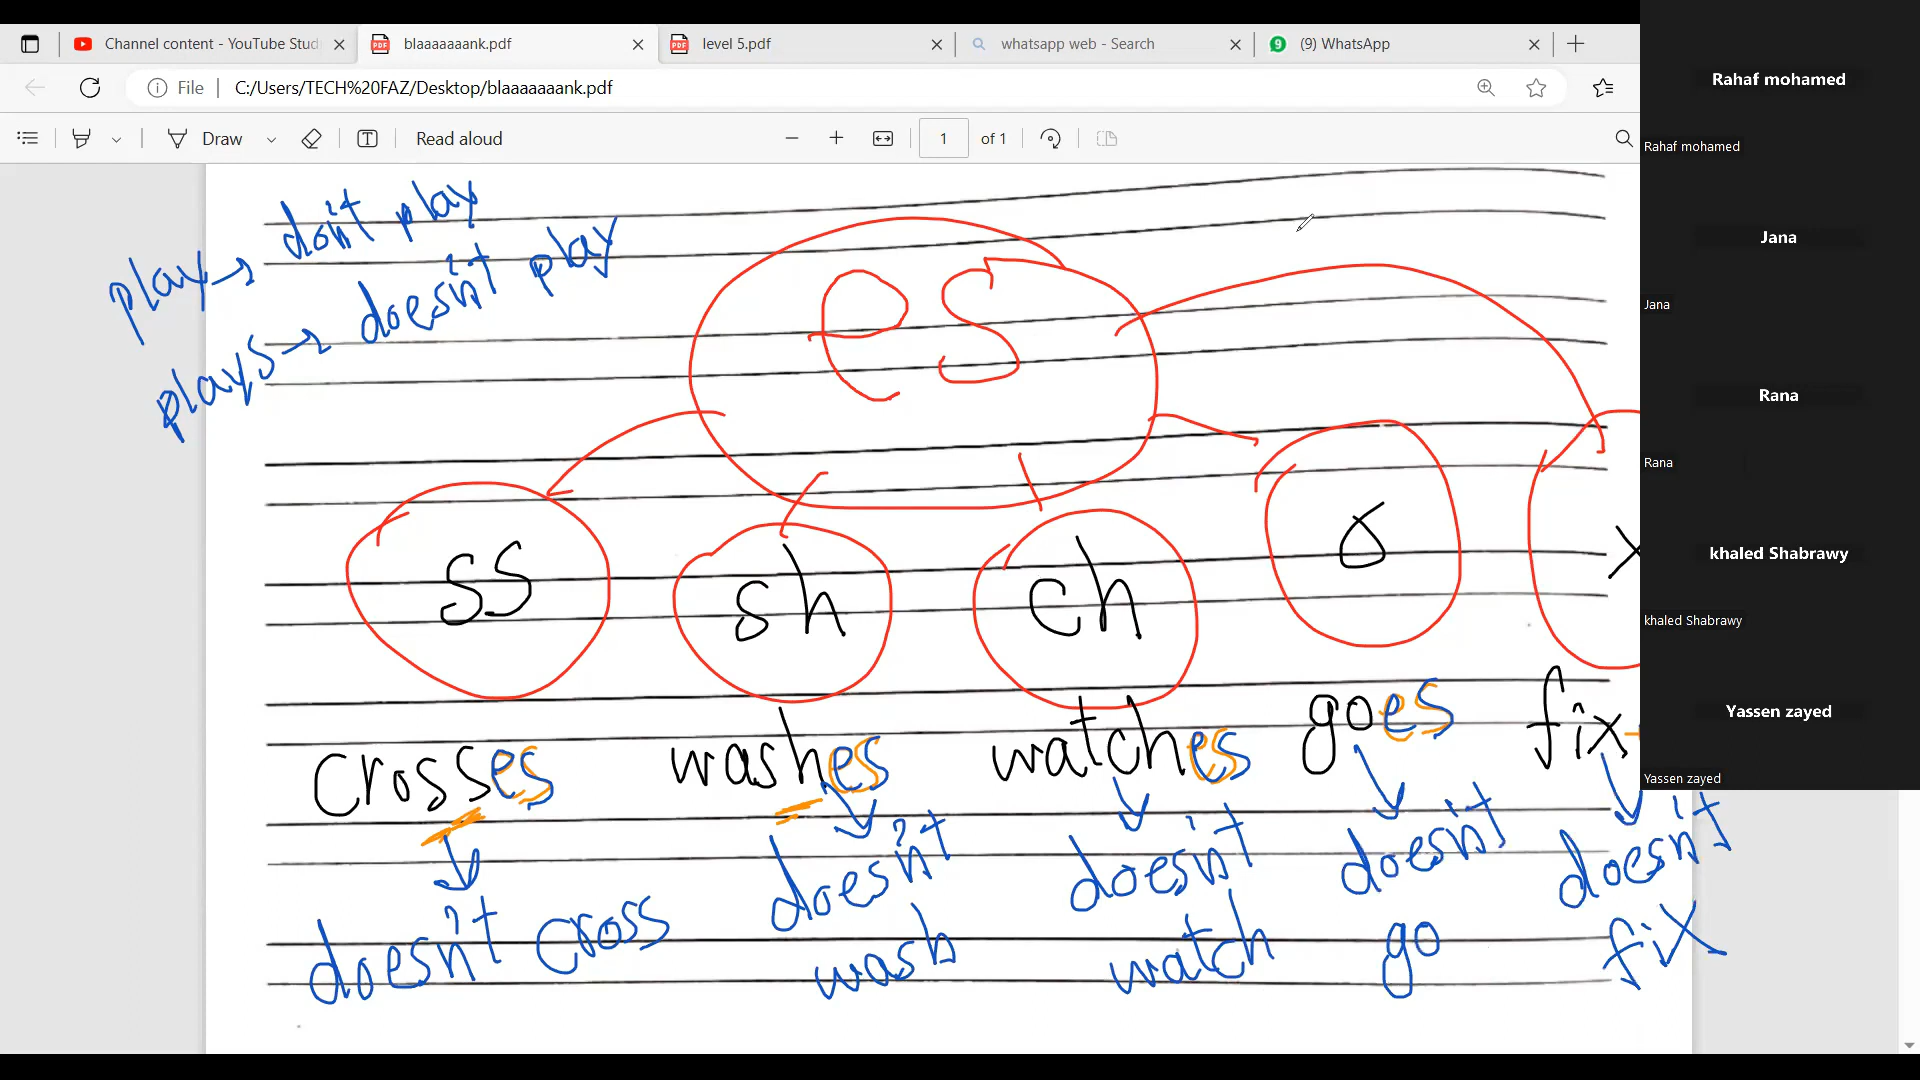 Channel content - YouTube Stud
blaaaaaaank.pdf
level 5.pdf
whatsapp web - Search
(9) WhatsApp
File
C:/Users/TECH%20FAZ/Desktop/blaaaaaaank.pdf
Draw
Read aloud
1 of 1
Rahaf mohamed
Rahaf mohamed
Jana
Jana
Rana
Rana
khaled Shabrawy
khaled Shabrawy
Yassen zayed
Yassen zayed
play → don't play
plays → doesn't play
es
ss sh ch o x
crosses washes watches goes fix
doesn't cross
doesn't wash
doesn't watch
doesn't go
doesn't fix